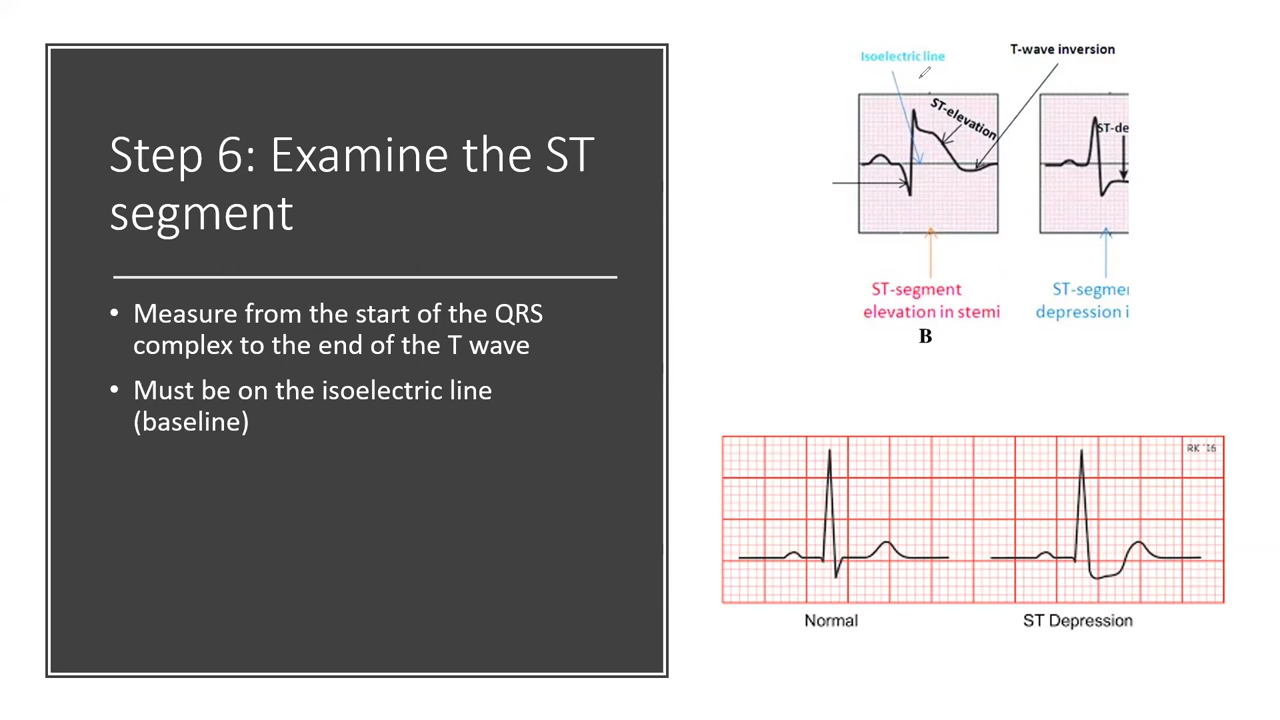 Step 6: Examine the ST
segment
• Measure from the start of the QRS
complex to the end of the T wave
• Must be on the isoelectric line
(baseline)
Isoelectric line
T-wave inversion
ST-elevation
ST-de
ST-segment
elevation in stemi
B
ST-segmer
depression i
RK '16
Normal
ST Depression